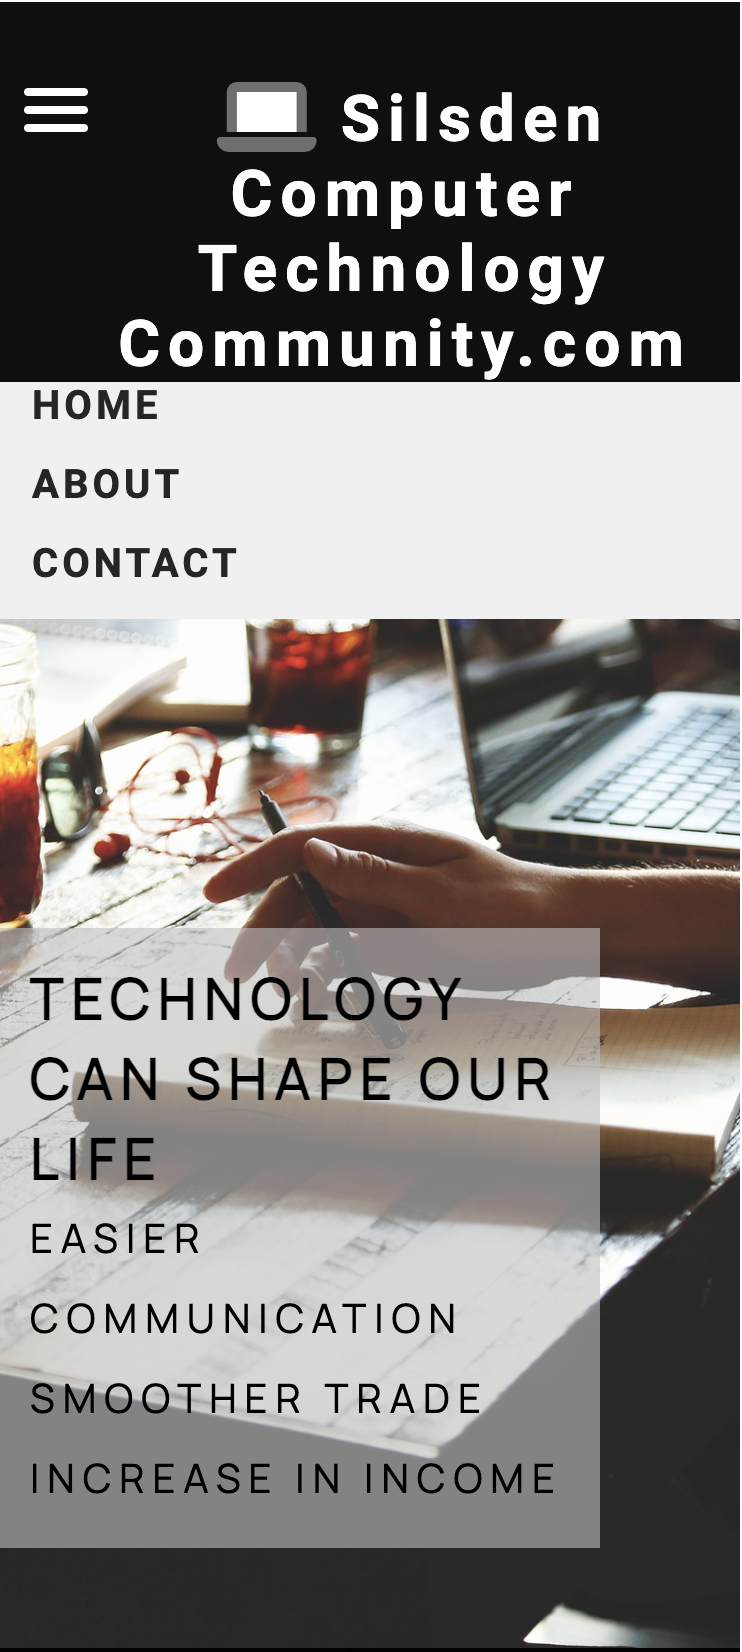 Silsden
Computer
Technology
Community.com
HOME
ABOUT
CONTACT
TECHNOLOGY
CAN SHAPE OUR
LIFE
EASIER
COMMUNICATION
SMOOTHER TRADE
INCREASE IN INCOME